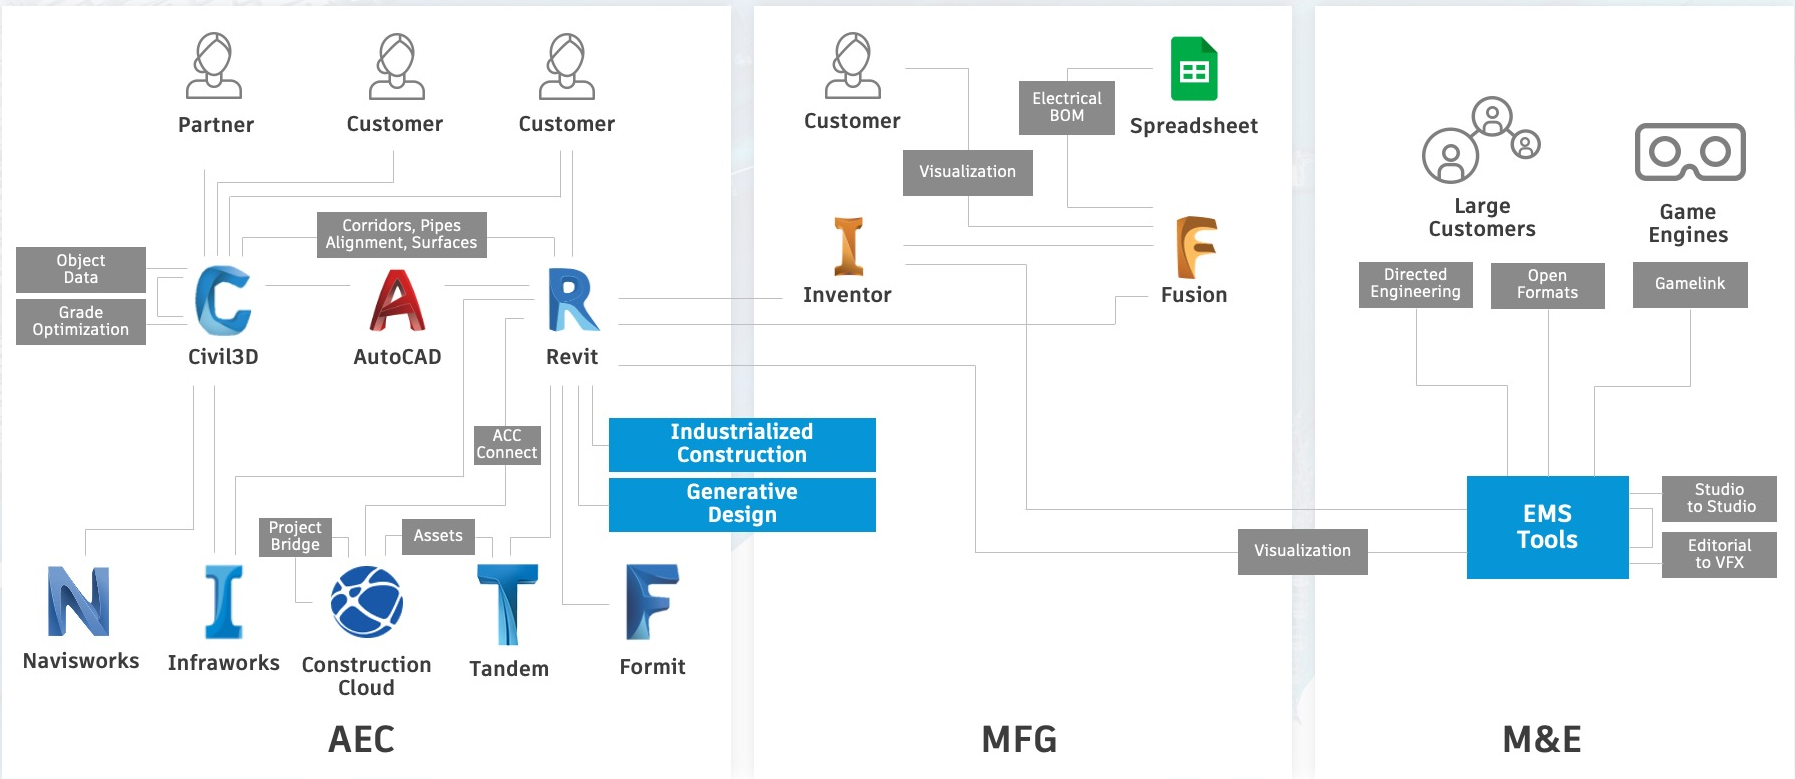 Partner
Customer
Customer
Corridors, Pipes
Alignment, Surfaces
Object
Data
Grade
Optimization
Civil3D
AutoCAD
Revit
ACC
Connect
Industrialized
Construction
Generative
Design
Project
Bridge
Assets
Navisworks
Infraworks
Construction
Cloud
Tandem
Formit
AEC
Customer
Electrical
BOM
Spreadsheet
Visualization
Inventor
Fusion
Visualization
MFG
Large
Customers
Game
Engines
Directed
Engineering
Open
Formats
Gamelink
EMS
Tools
Studio
to Studio
Editorial
to VFX
M&E